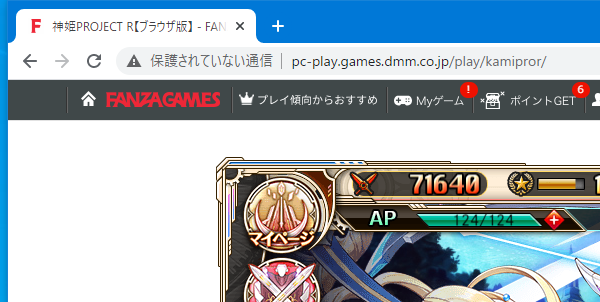 神姫PROJECT R【ブラウザ版】 - FAN
保護されていない通信 | pc-play.games.dmm.co.jp/play/kamipror/
FANZA GAMES プレイ傾向からおすすめ Myゲーム ! ポイントGET 6
71640
AP 124/124
マイページ